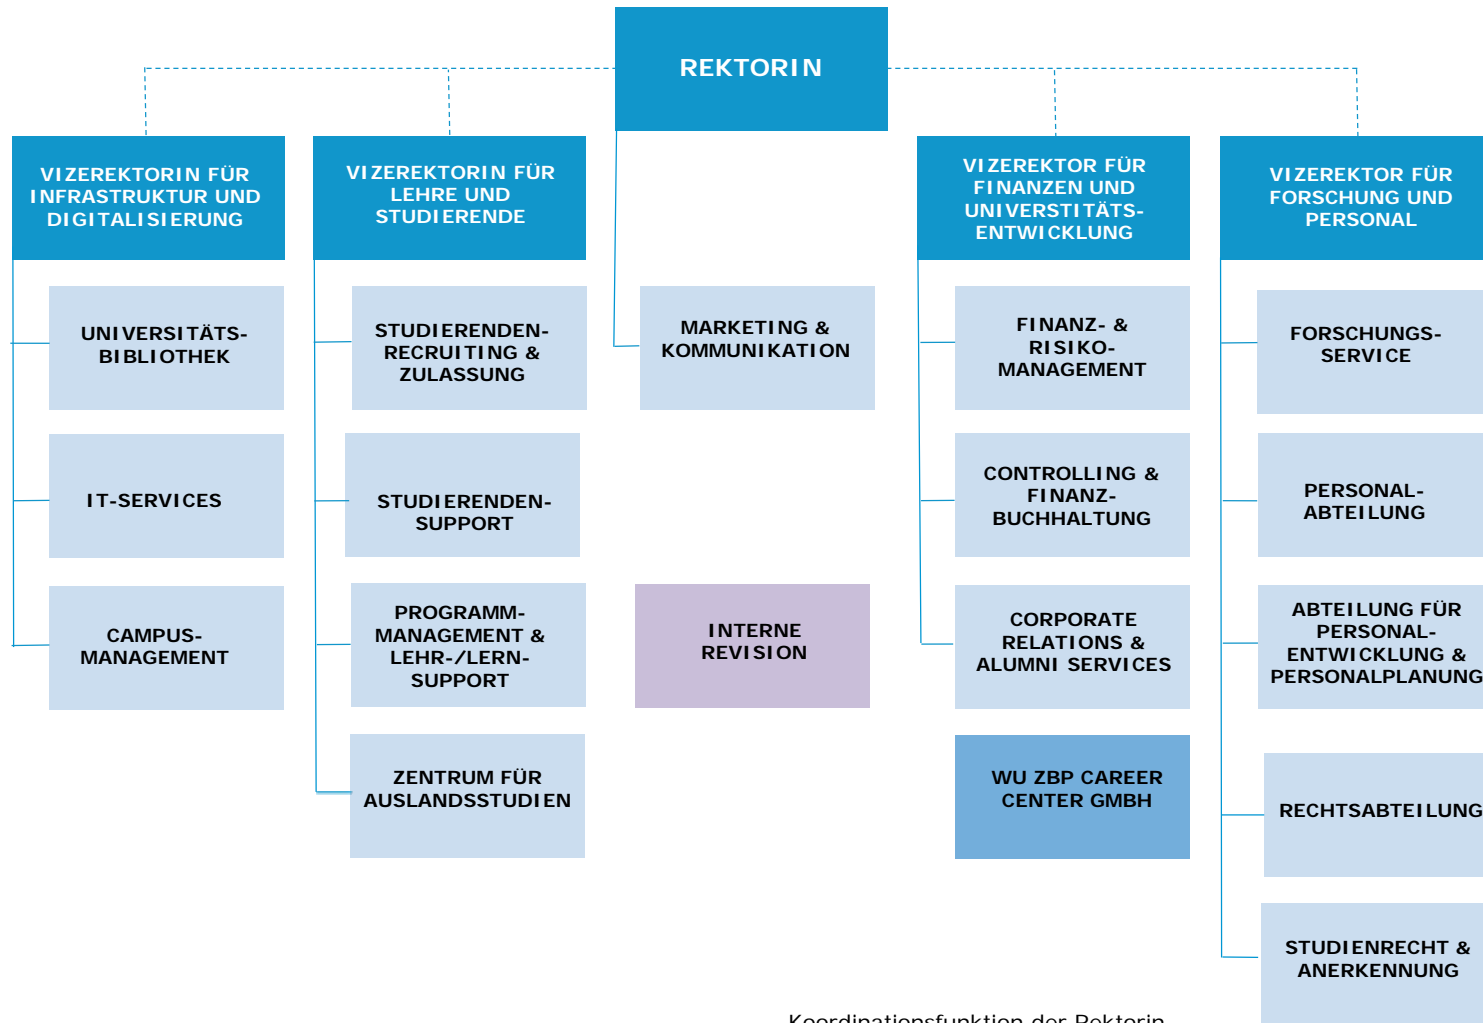 REKTORIN
VIZEREKTORIN FÜR
INFRASTRUKTUR UND
DIGITALISIERUNG
VIZEREKTORIN FÜR
LEHRE UND
STUDIERENDE
VIZEREKTOR FÜR
FINANZEN UND
UNIVERSTITÄTS-
ENTWICKLUNG
VIZEREKTOR FÜR
FORSCHUNG UND
PERSONAL
UNIVERSITÄTS-
BIBLIOTHEK
STUDIERENDEN-
RECRUITING &
ZULASSUNG
MARKETING &
KOMMUNIKATION
FINANZ- &
RISIKO-
MANAGEMENT
FORSCHUNGS-
SERVICE
IT-SERVICES
STUDIERENDEN-
SUPPORT
CONTROLLING &
FINANZ-
BUCHHALTUNG
PERSONAL-
ABTEILUNG
CAMPUS-
MANAGEMENT
PROGRAMM-
MANAGEMENT &
LEHR-/LERN-
SUPPORT
INTERNE
REVISION
CORPORATE
RELATIONS &
ALUMNI SERVICES
ABTEILUNG FÜR
PERSONAL-
ENTWICKLUNG &
PERSONALPLANUNG
ZENTRUM FÜR
AUSLANDSSTUDIEN
WU ZBP CAREER
CENTER GMBH
RECHTSABTEILUNG
STUDIENRECHT &
ANERKENNUNG
Koordinationsfunktion der Rektorin